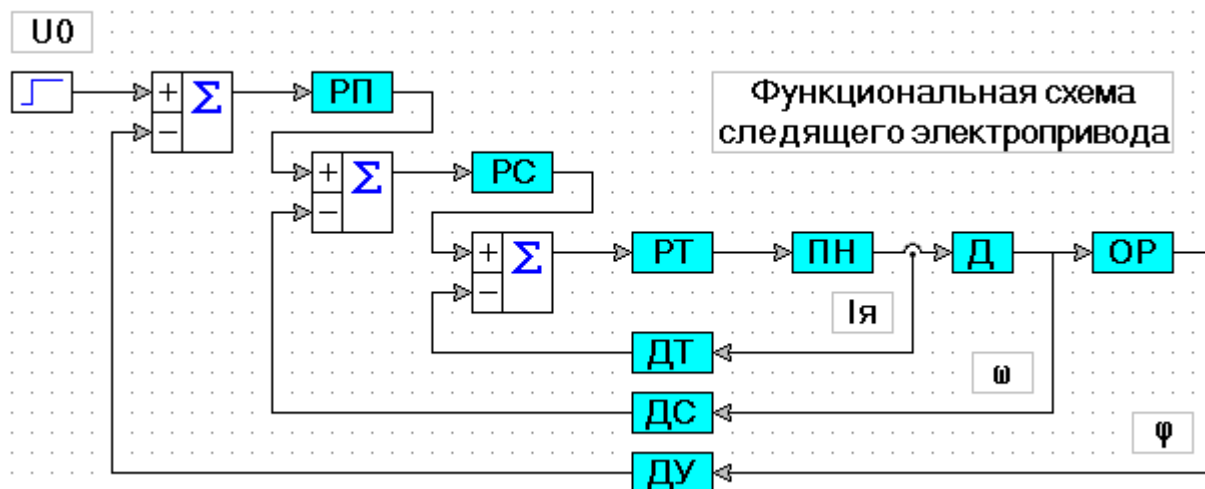 U0
+ Σ РП
−
Функциональная схема
следящего электропривода
+ Σ РС
−
+ Σ РТ ПН Д ОР
−
Iя
ДТ
ω
ДС
φ
ДУ